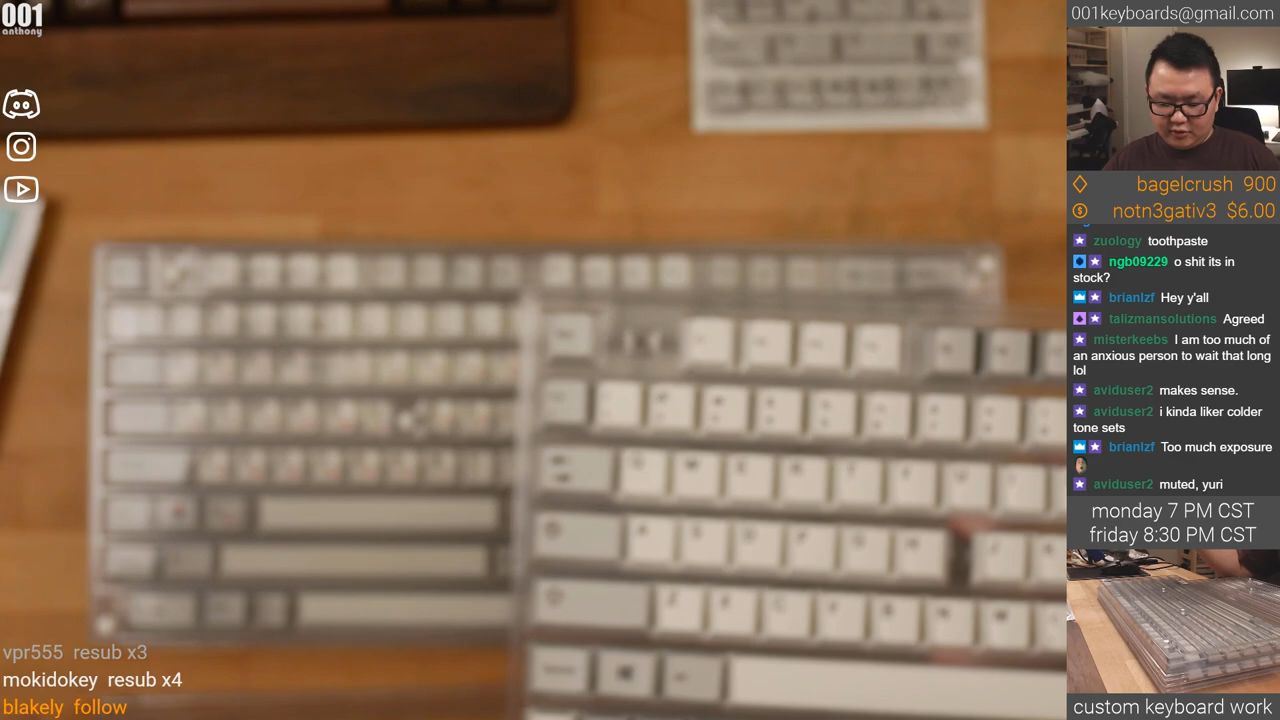 001
anthony
001keyboards@gmail.com
bagelcrush 900
notn3gativ3 $6.00
zuology toothpaste
ngb09229 o shit its in
stock?
brianlzf Hey y'all
talizmansolutions Agreed
misterkeebs I am too much of
an anxious person to wait that long
lol
aviduser2 makes sense.
aviduser2 i kinda liker colder
tone sets
brianlzf Too much exposure
aviduser2 muted, yuri
monday 7 PM CST
friday 8:30 PM CST
vpr555 resub x3
mokidokey resub x4
blakely follow
custom keyboard work